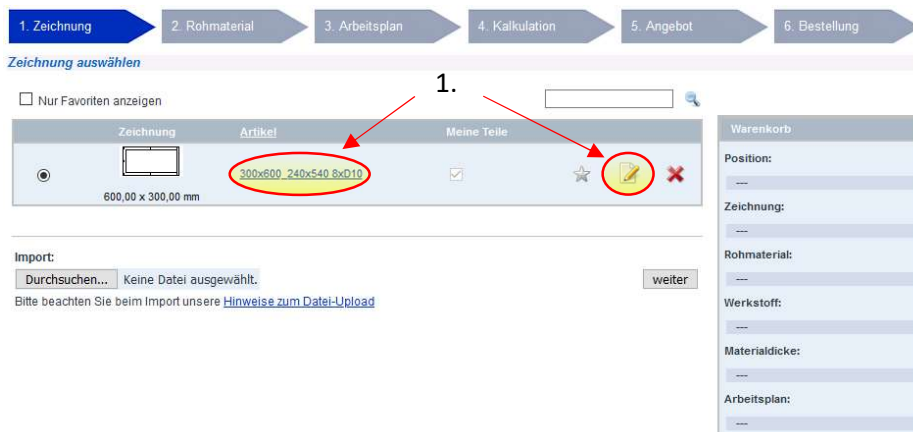 1. Zeichnung
2. Rohmaterial
3. Arbeitsplan
4. Kalkulation
5. Angebot
6. Bestellung
Zeichnung auswählen
1.
Nur Favoriten anzeigen
Zeichnung Artikel Meine Teile
300x600_240x540 8xD10
600,00 x 300,00 mm
Import:
Durchsuchen... Keine Datei ausgewählt. weiter
Bitte beachten Sie beim Import unsere Hinweise zum Datei-Upload
Warenkorb
Position:
---
Zeichnung:
---
Rohmaterial:
---
Werkstoff:
---
Materialdicke:
---
Arbeitsplan:
---